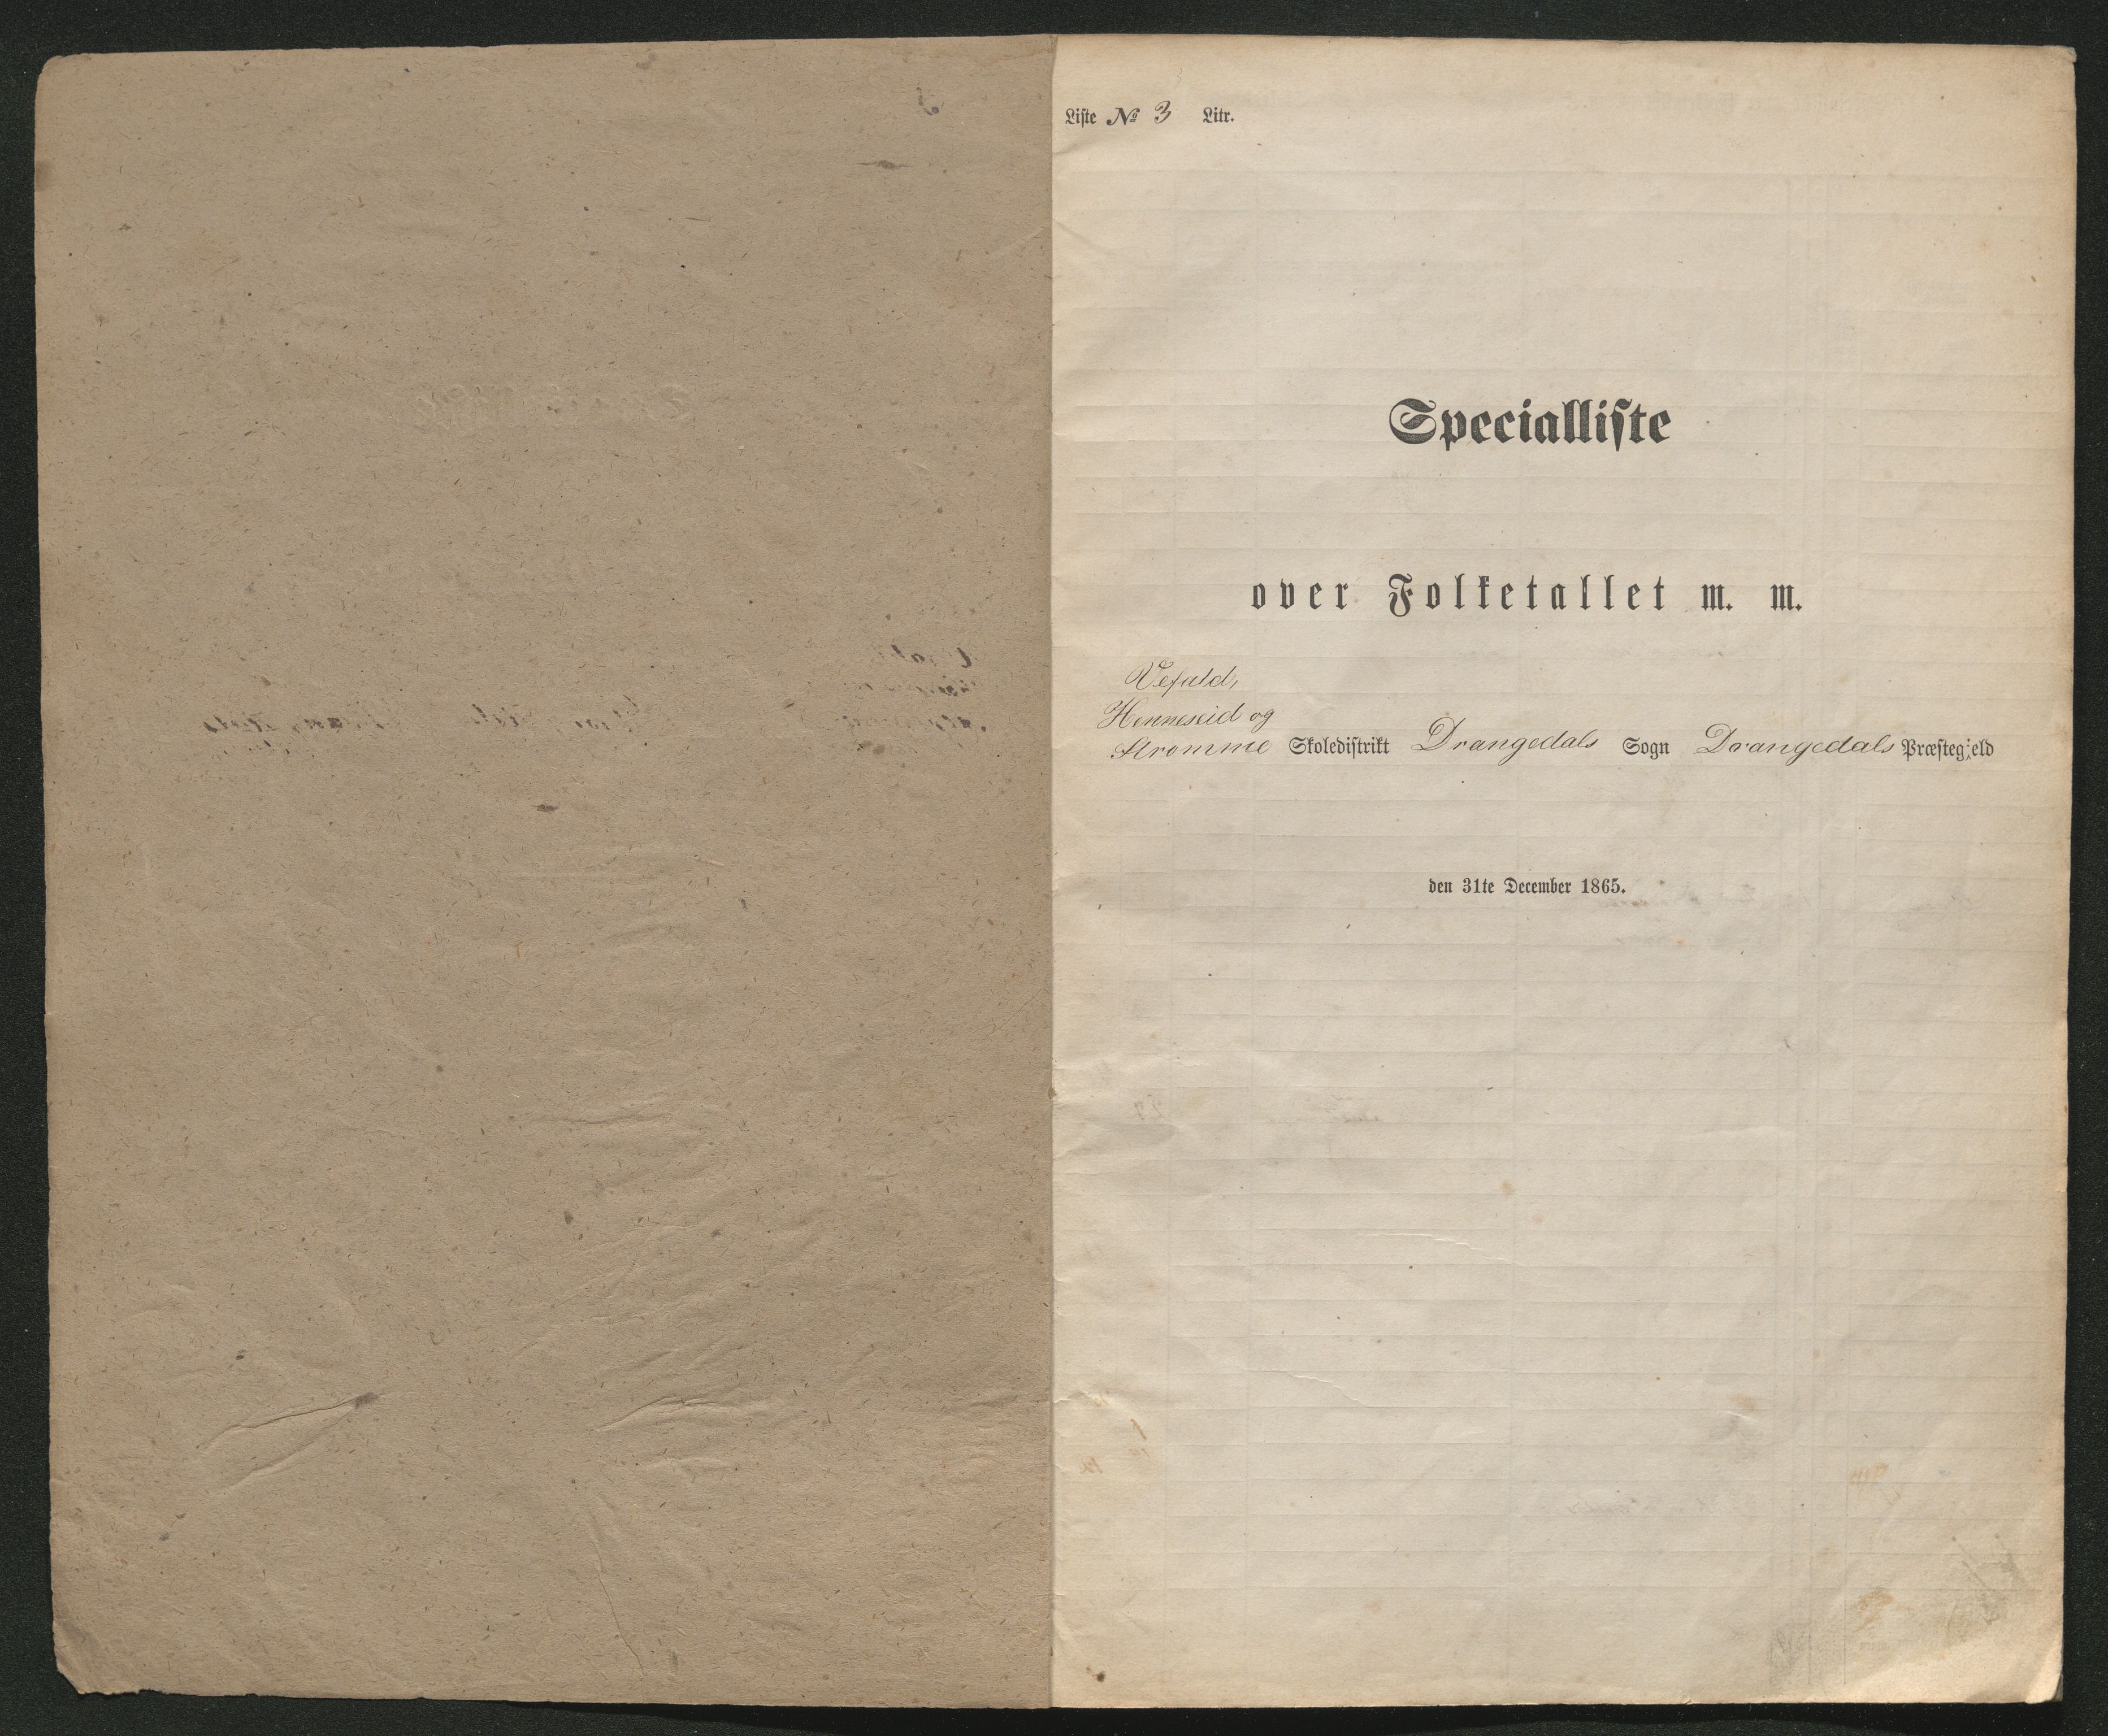 Liste № 3 Litr.
Specialliste
over Folketallet m. m.
Vefald,
Henneseid og
Stromme Skoledistrikt Drangedals Sogn Drangedals Præstegjeld
den 31te December 1865.